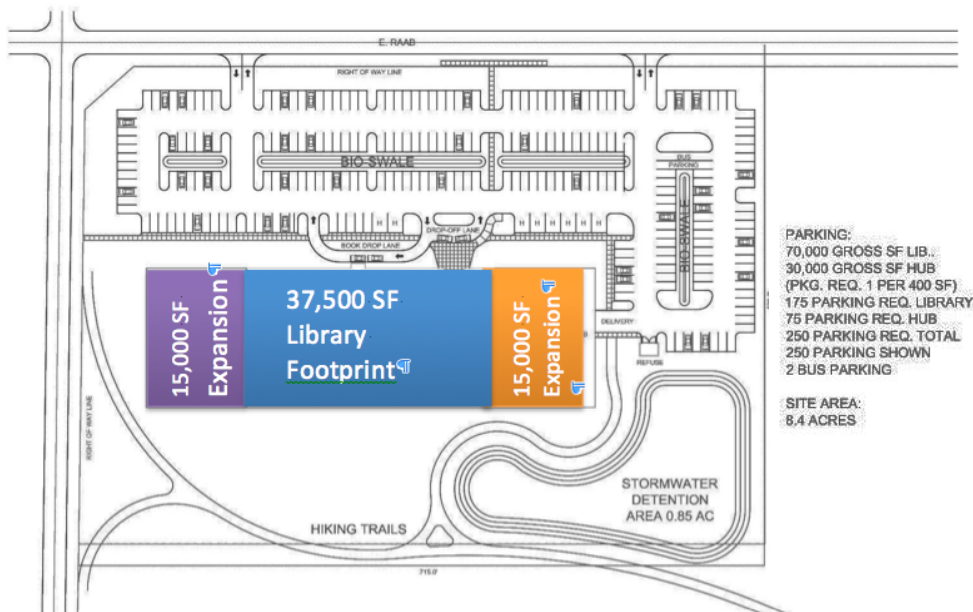 E. RAAB
RIGHT OF WAY LINE
BIO-SWALE
BUS
PARKING
BIO-SWALE
H H
H H H H H H
DROP-OFF LANE
BOOK DROP LANE
15,000 SF
Expansion¶
37,500 SF
Library
Footprint¶
15,000 SF
Expansion¶
¶
DELIVERY
REFUSE
RIGHT OF WAY LINE
PARKING:
70,000 GROSS SF LIB..
30,000 GROSS SF HUB
(PKG. REQ. 1 PER 400 SF)
175 PARKING REQ. LIBRARY
75 PARKING REQ. HUB
250 PARKING REQ. TOTAL
250 PARKING SHOWN
2 BUS PARKING
SITE AREA:
8.4 ACRES
STORMWATER
DETENTION
AREA 0.85 AC
HIKING TRAILS
715.0'